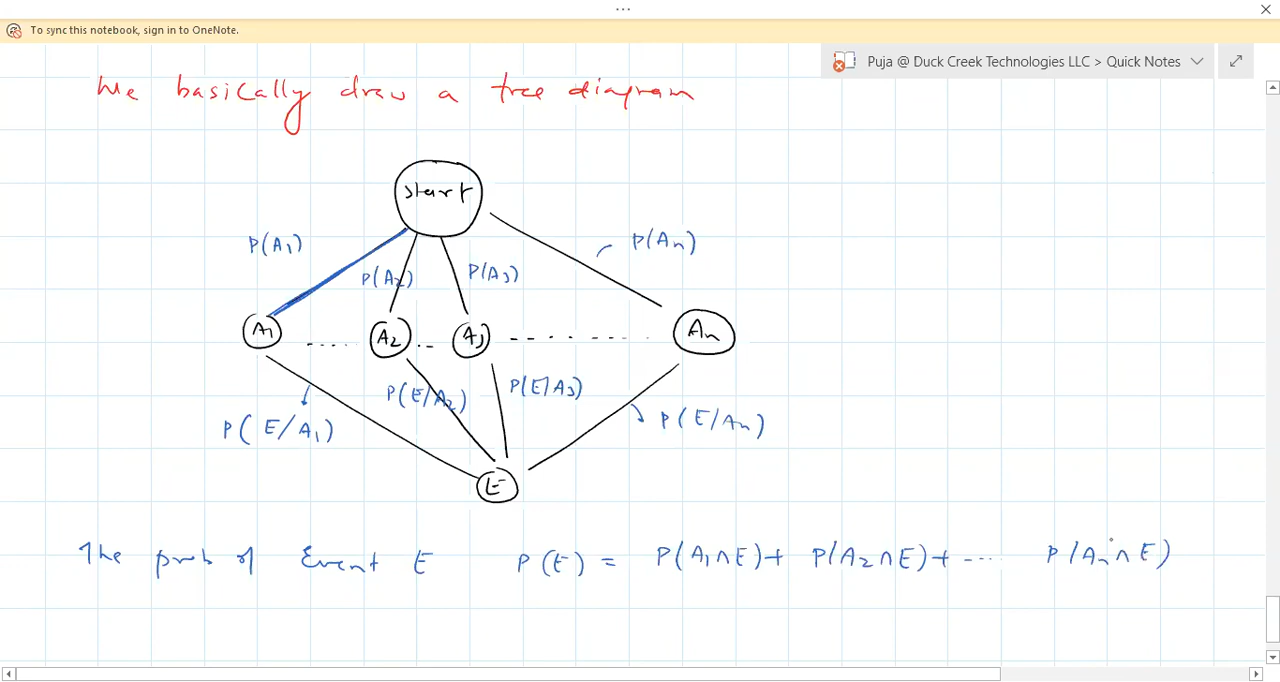 ...
To sync this notebook, sign in to OneNote.
Puja @ Duck Creek Technologies LLC > Quick Notes
We basically draw a tree diagram
Start
P(A1) P(A2) P(A3) P(An)
A1 .... A2 .. A3 - . - . . . . . An
P(E/A1) P(E/A2) P(E/A3) P(E/An)
E
The prob of Event E P(E) = P(A1∩E)+ P(A2∩E)+ ---- P(An∩E)